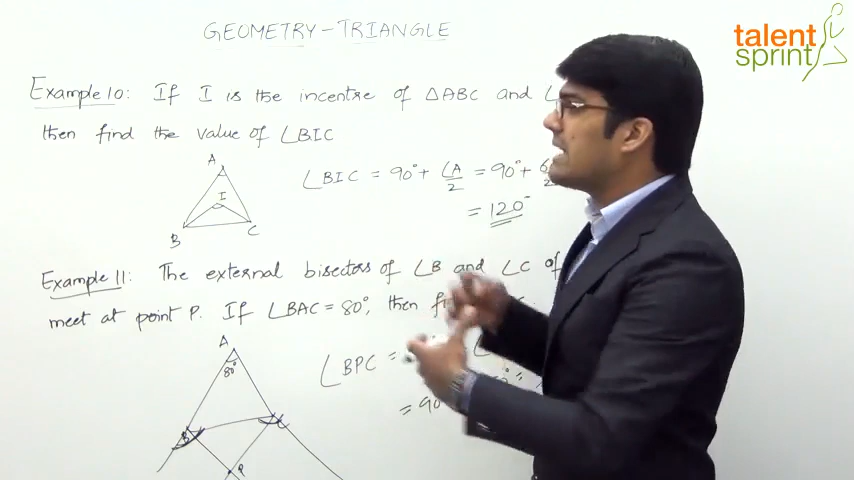 talent
sprint
GEOMETRY - TRIANGLE
Example 10: If I is the incentre of △ABC and ∠
then find the value of ∠BIC
A
I
B
C
∠BIC = 90° + ∠A/2 = 90° +
= 120°
Example 11: The external bisectors of ∠B and ∠C of
meet at point P. If ∠BAC = 80°, then
A
80°
B
P
∠BPC =
= 90